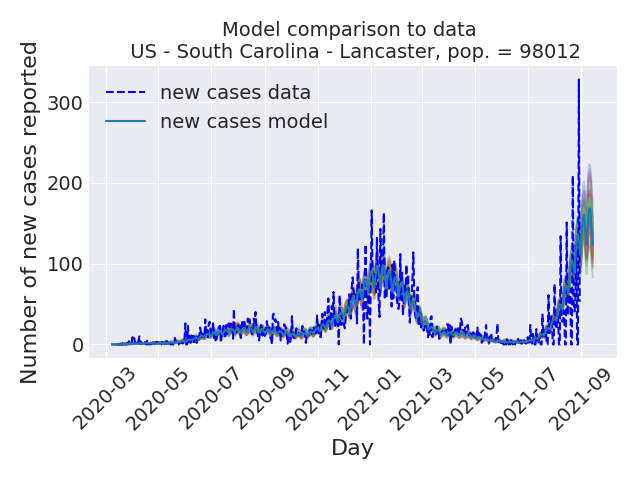 Model comparison to data
US - South Carolina - Lancaster, pop. = 98012
Number of new cases reported
300
200
100
0
new cases data
new cases model
2020-03
2020-05
2020-07
2020-09
2020-11
2021-01
2021-03
2021-05
2021-07
2021-09
Day